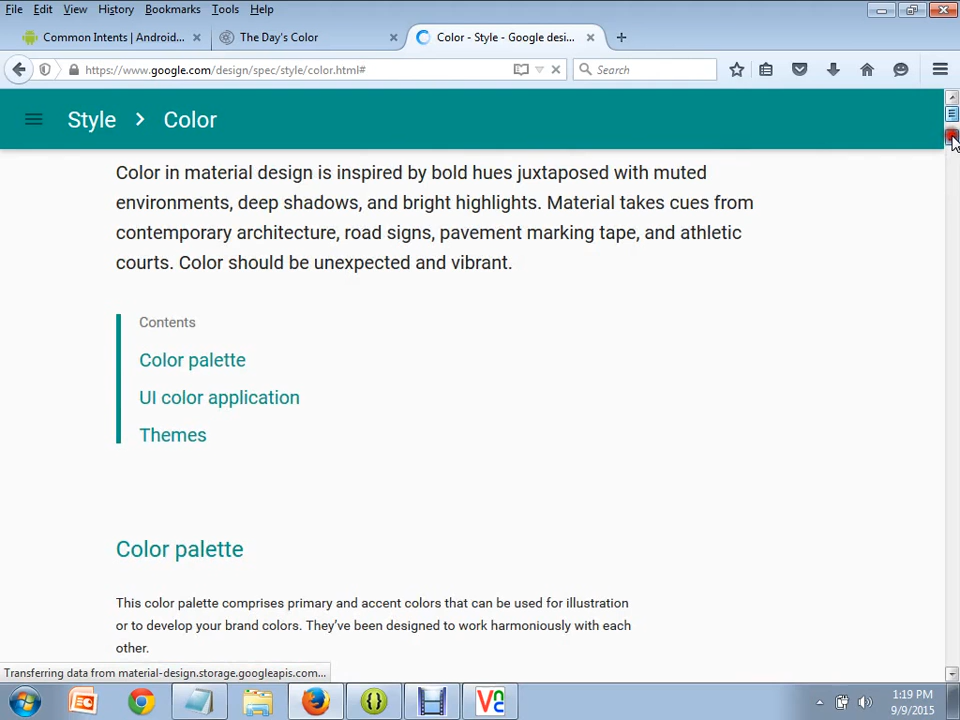 File Edit View History Bookmarks Tools Help
Common Intents | Android...
The Day's Color
Color - Style - Google desi...
https://www.google.com/design/spec/style/color.html#
Search
Style > Color
Color in material design is inspired by bold hues juxtaposed with muted
environments, deep shadows, and bright highlights. Material takes cues from
contemporary architecture, road signs, pavement marking tape, and athletic
courts. Color should be unexpected and vibrant.
Contents
Color palette
UI color application
Themes
Color palette
This color palette comprises primary and accent colors that can be used for illustration
or to develop your brand colors. They’ve been designed to work harmoniously with each
other.
Transferring data from material-design.storage.googleapis.com...
1:19 PM
9/9/2015